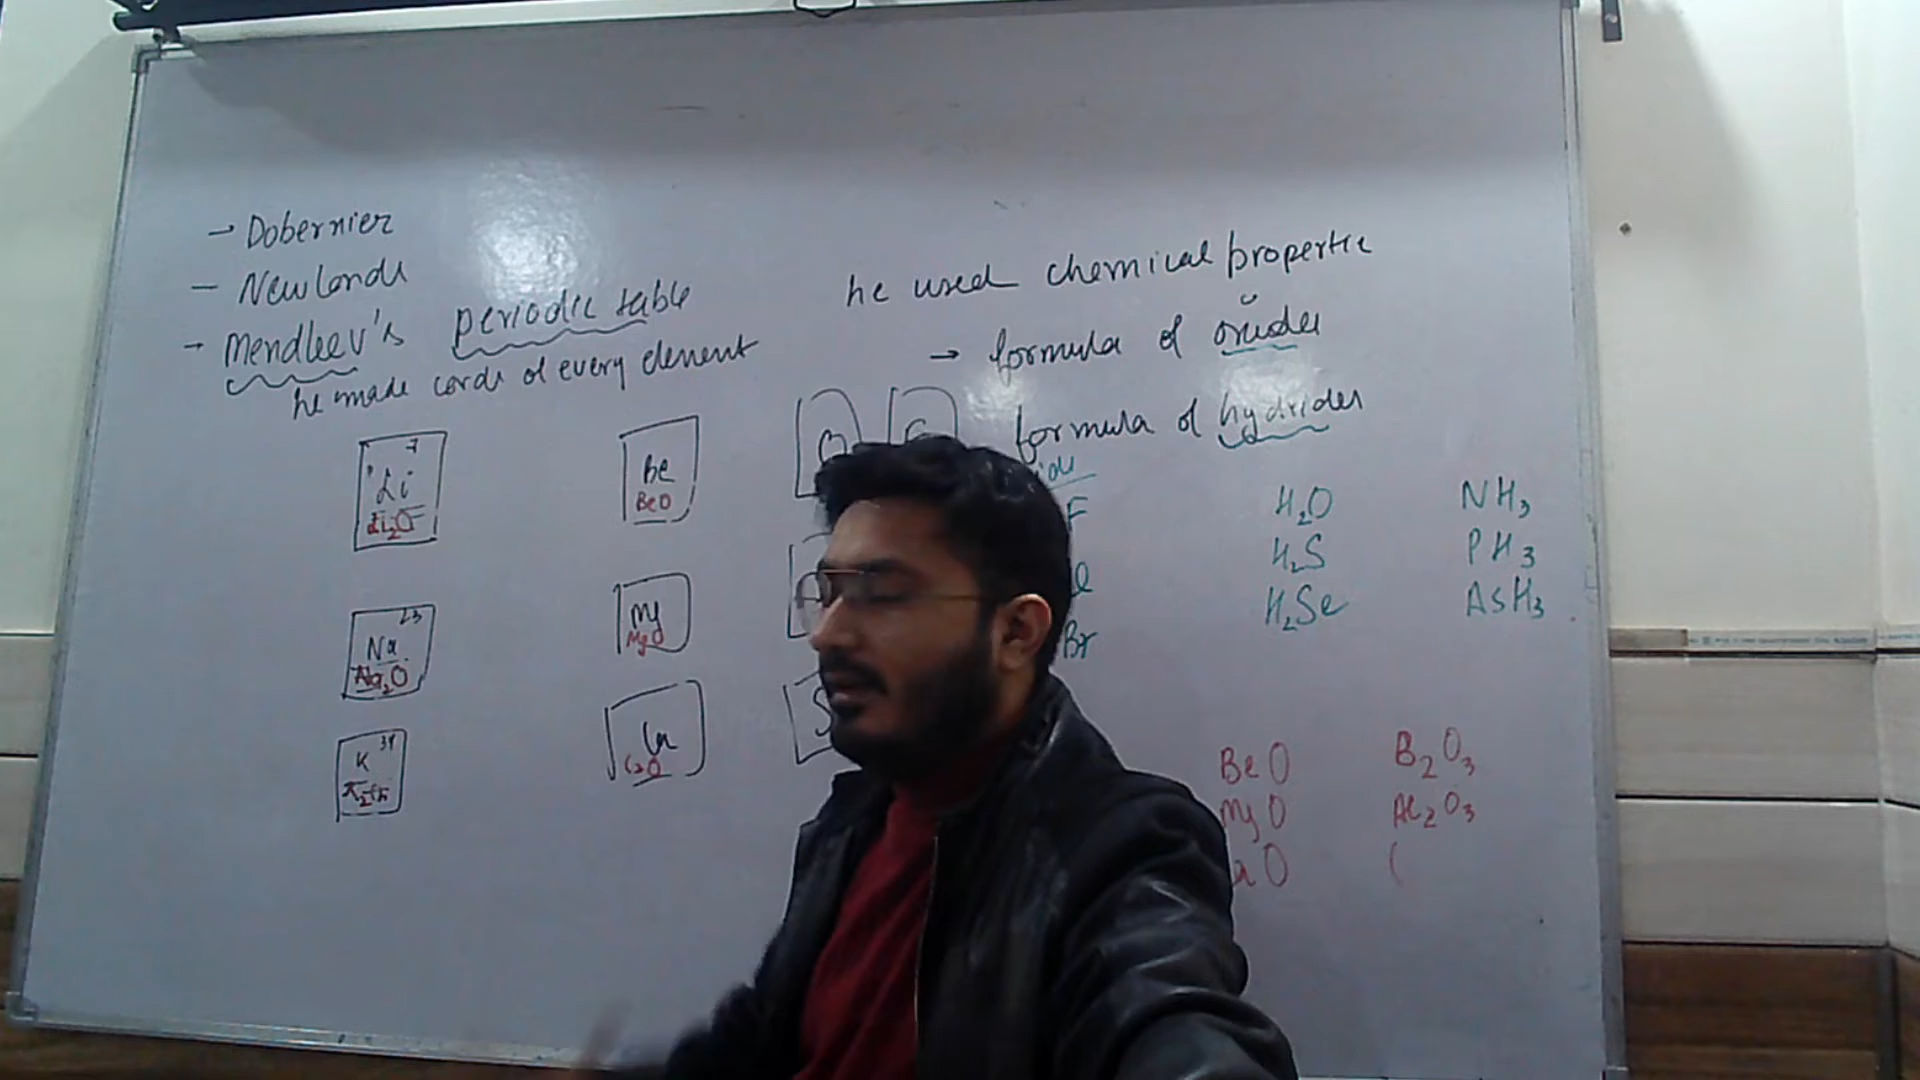 → Dobernier
– Newlands
→ Mendleev's periodic table
he made cards of every element
he used chemical propertie
→ formula of oxides
formula of hydrides
7
Li
Li2O
Be
BeO
O
F
H2O
NH3
H2S
PH3
Br
H2Se
AsH3
23
Na
Na2O
Mg
MgO
39
K
Ca
CaO
S
BeO
B2O3
MgO
Al2O3
aO
(